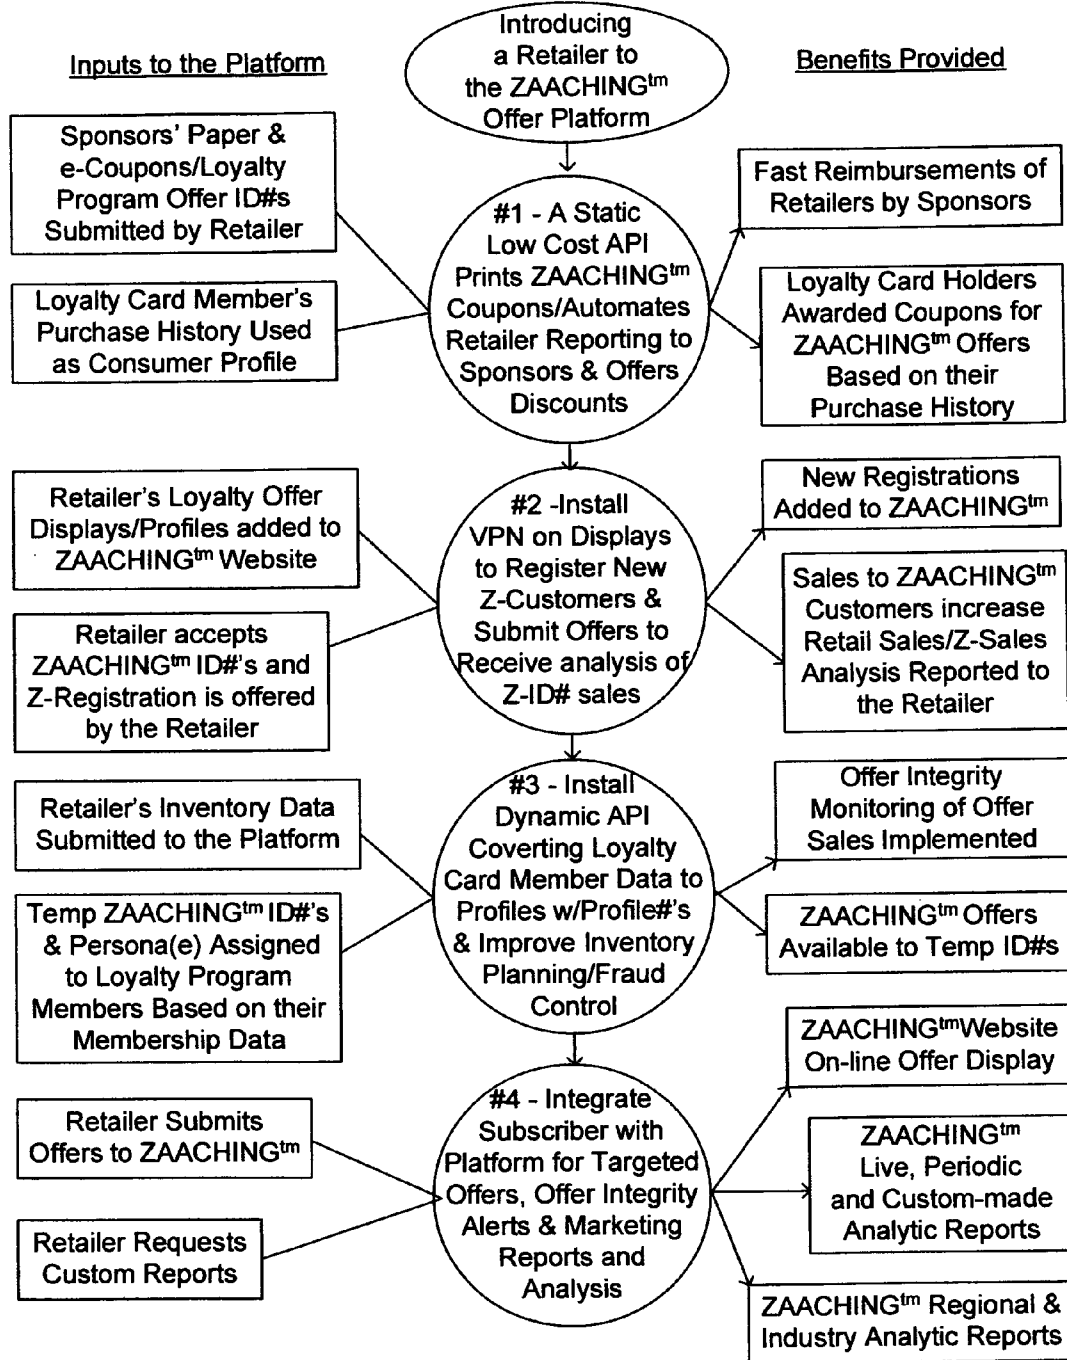 Introducing
a Retailer to
the ZAACHINGtm
Offer Platform
Inputs to the Platform
Benefits Provided
Sponsors' Paper &
e-Coupons/Loyalty
Program Offer ID#s
Submitted by Retailer
Loyalty Card Member's
Purchase History Used
as Consumer Profile
#1 - A Static
Low Cost API
Prints ZAACHINGtm
Coupons/Automates
Retailer Reporting to
Sponsors & Offers
Discounts
Fast Reimbursements of
Retailers by Sponsors
Loyalty Card Holders
Awarded Coupons for
ZAACHINGtm Offers
Based on their
Purchase History
Retailer's Loyalty Offer
Displays/Profiles added to
ZAACHINGtm Website
Retailer accepts
ZAACHINGtm ID#'s and
Z-Registration is offered
by the Retailer
#2 -Install
VPN on Displays
to Register New
Z-Customers &
Submit Offers to
Receive analysis of
Z-ID# sales
New Registrations
Added to ZAACHINGtm
Sales to ZAACHINGtm
Customers increase
Retail Sales/Z-Sales
Analysis Reported to
the Retailer
Retailer's Inventory Data
Submitted to the Platform
Temp ZAACHINGtm ID#'s
& Persona(e) Assigned
to Loyalty Program
Members Based on their
Membership Data
#3 - Install
Dynamic API
Coverting Loyalty
Card Member Data to
Profiles w/Profile#'s
& Improve Inventory
Planning/Fraud
Control
Offer Integrity
Monitoring of Offer
Sales Implemented
ZAACHINGtm Offers
Available to Temp ID#s
Retailer Submits
Offers to ZAACHINGtm
Retailer Requests
Custom Reports
#4 - Integrate
Subscriber with
Platform for Targeted
Offers, Offer Integrity
Alerts & Marketing
Reports and
Analysis
ZAACHINGtmWebsite
On-line Offer Display
ZAACHINGtm
Live, Periodic
and Custom-made
Analytic Reports
ZAACHINGtm Regional &
Industry Analytic Reports